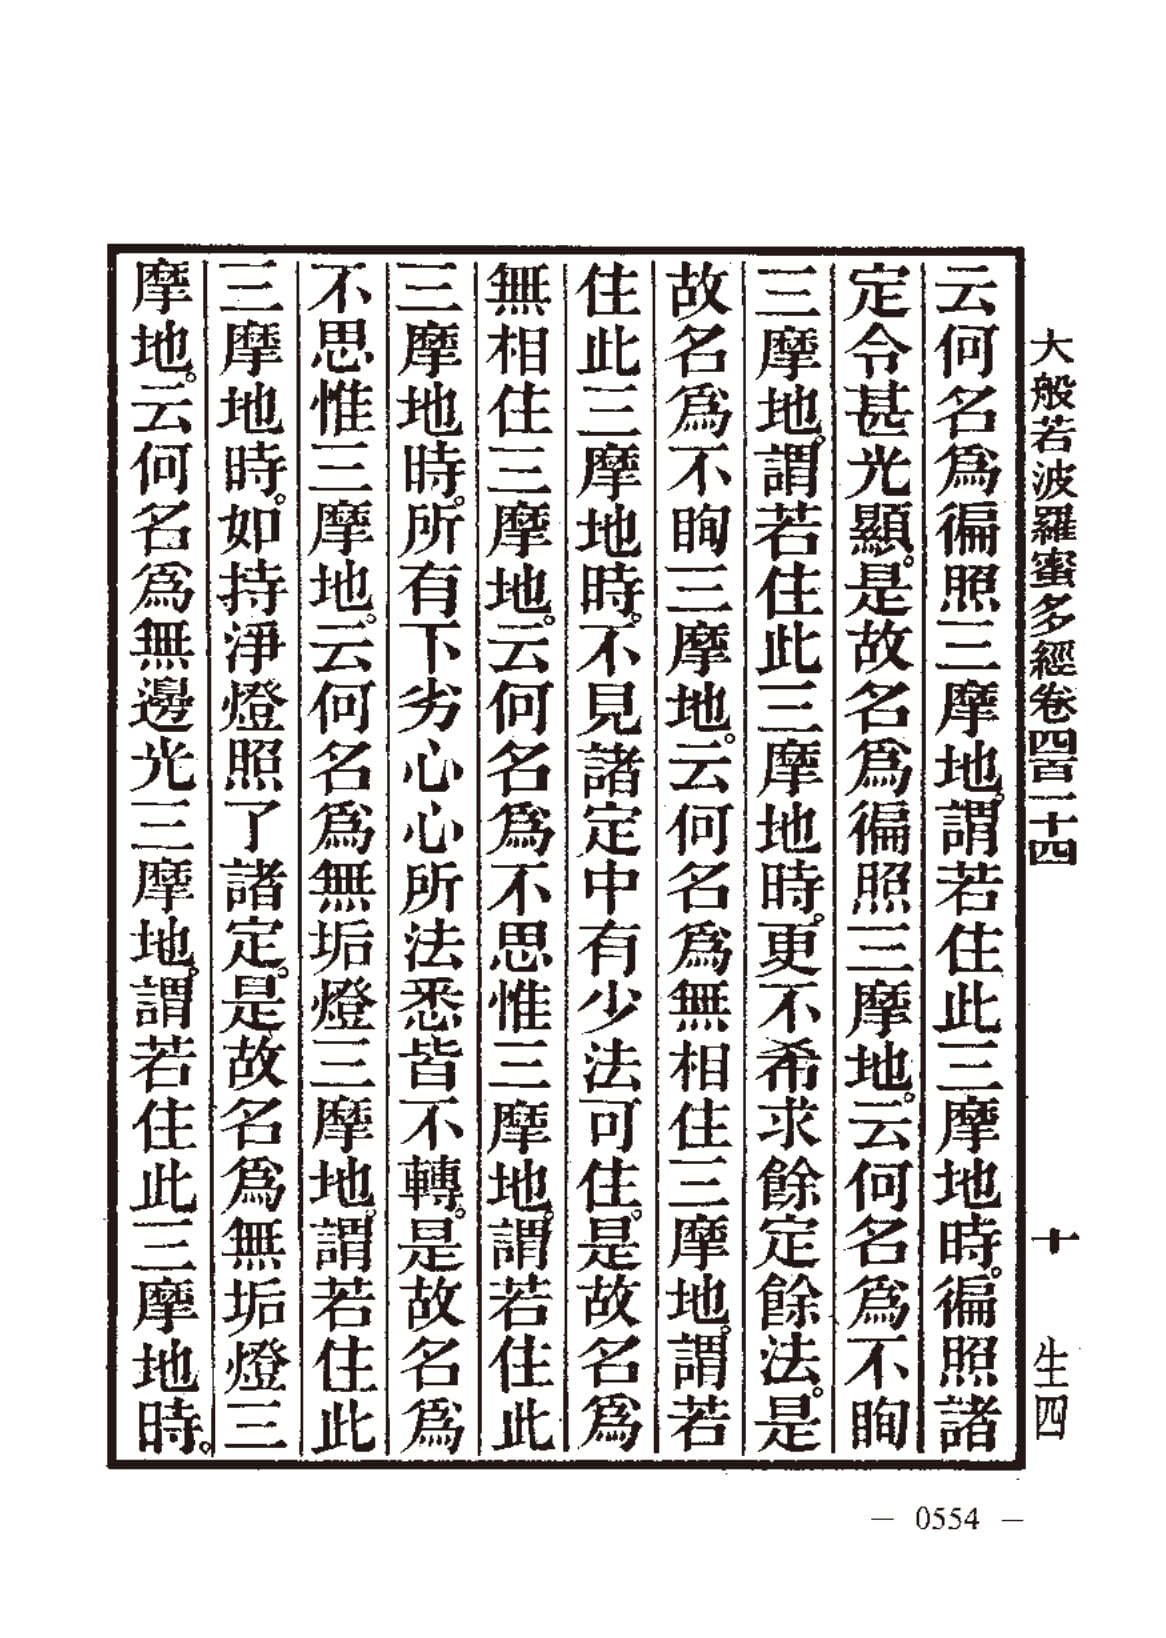 大般若波羅蜜多經卷四百一十四　十　生四
云何名爲徧照三摩地。謂若住此三摩地時。徧照諸
定令甚光顯。是故名爲徧照三摩地。云何名爲不眴
三摩地。謂若住此三摩地時。更不希求餘定餘法。是
故名爲不眴三摩地。云何名爲無相住三摩地。謂若
住此三摩地時。不見諸定中有少法可住。是故名爲
無相住三摩地。云何名爲不思惟三摩地。謂若住此
三摩地時。所有下劣心心所法悉皆不轉。是故名爲
不思惟三摩地。云何名爲無垢燈三摩地。謂若住此
三摩地時。如持淨燈照了諸定。是故名爲無垢燈三
摩地。云何名爲無邊光三摩地。謂若住此三摩地時。
— 0554 —